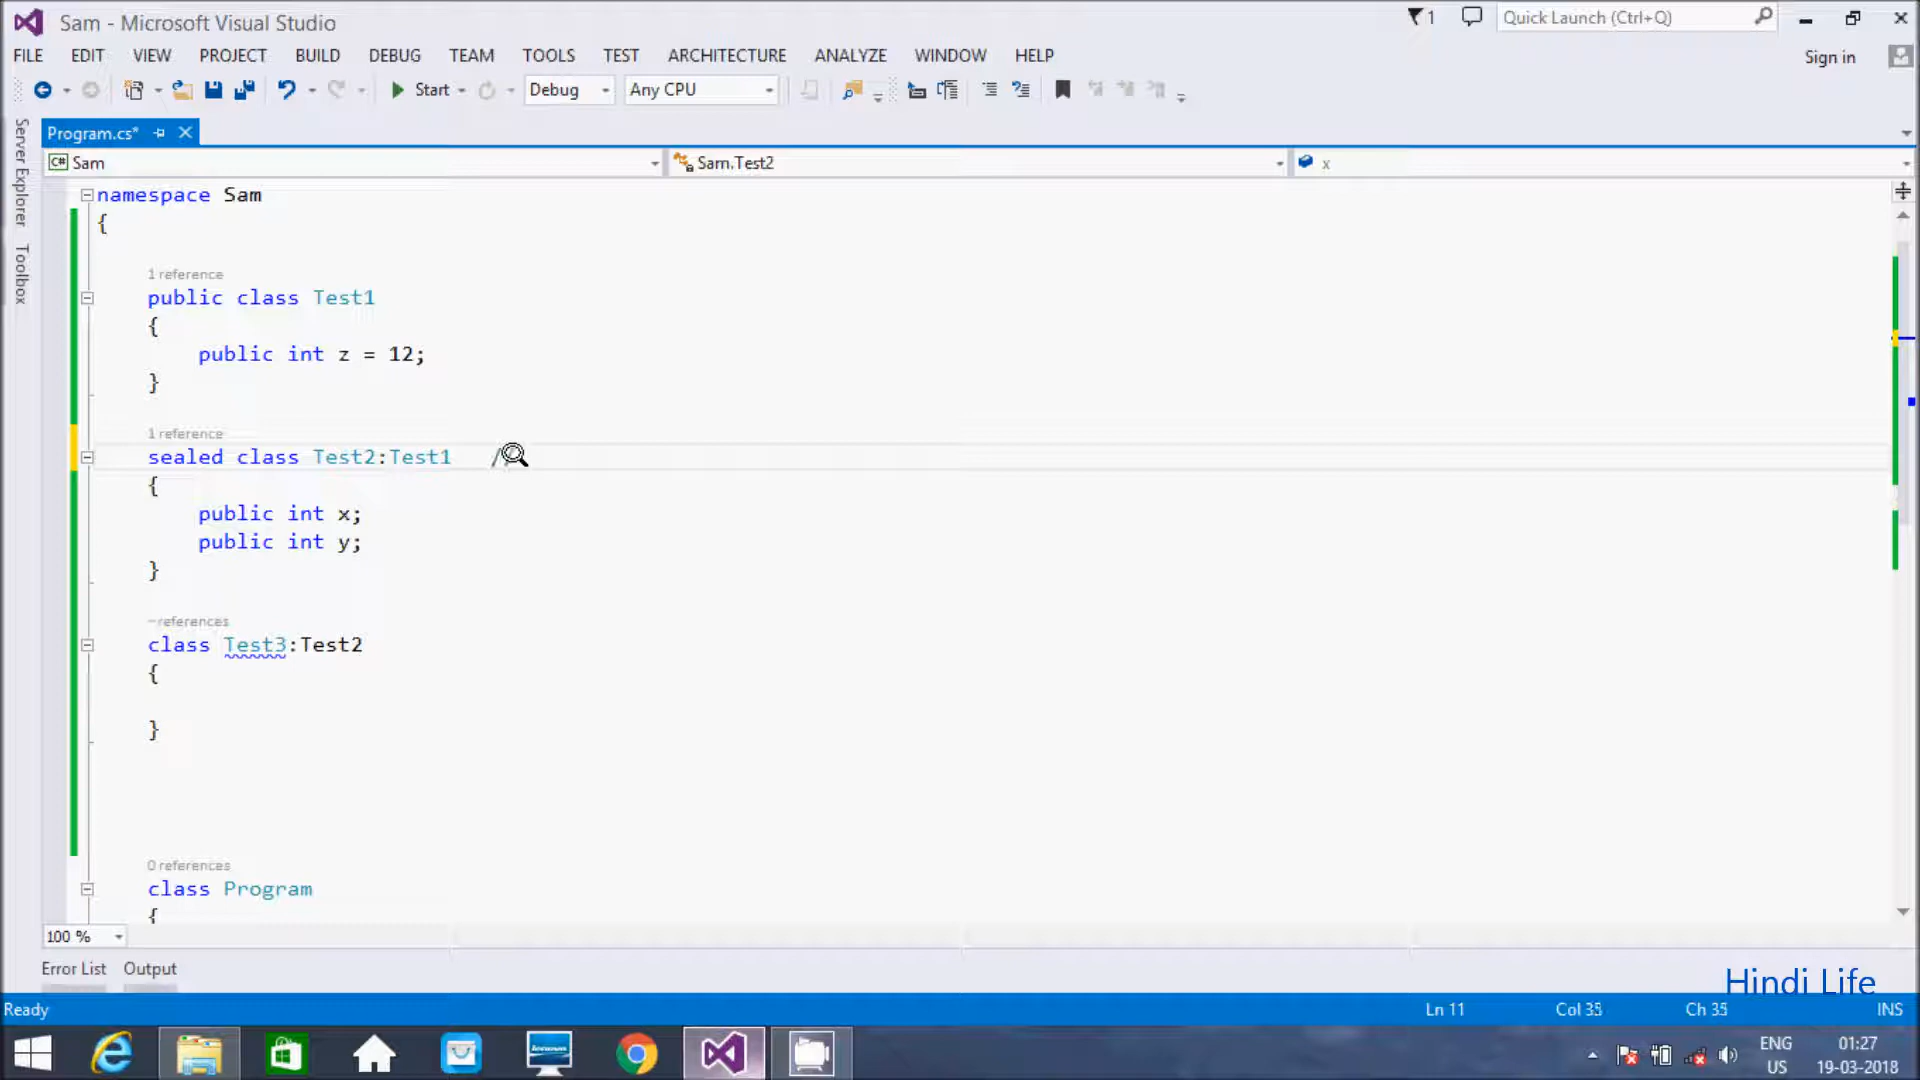 Sam - Microsoft Visual Studio
1
Quick Launch (Ctrl+Q)
FILE EDIT VIEW PROJECT BUILD DEBUG TEAM TOOLS TEST ARCHITECTURE ANALYZE WINDOW HELP
Sign in
Start Debug Any CPU
Server Explorer
Toolbox
Program.cs*
C# Sam
Sam.Test2
x
namespace Sam
{
1 reference
public class Test1
{
public int z = 12;
}
1 reference
sealed class Test2:Test1 /
{
public int x;
public int y;
}
- references
class Test3:Test2
{
}
0 references
class Program
{
100 %
Error List Output
Hindi Life
Ready
Ln 11 Col 35 Ch 35 INS
ENG
US
01:27
19-03-2018